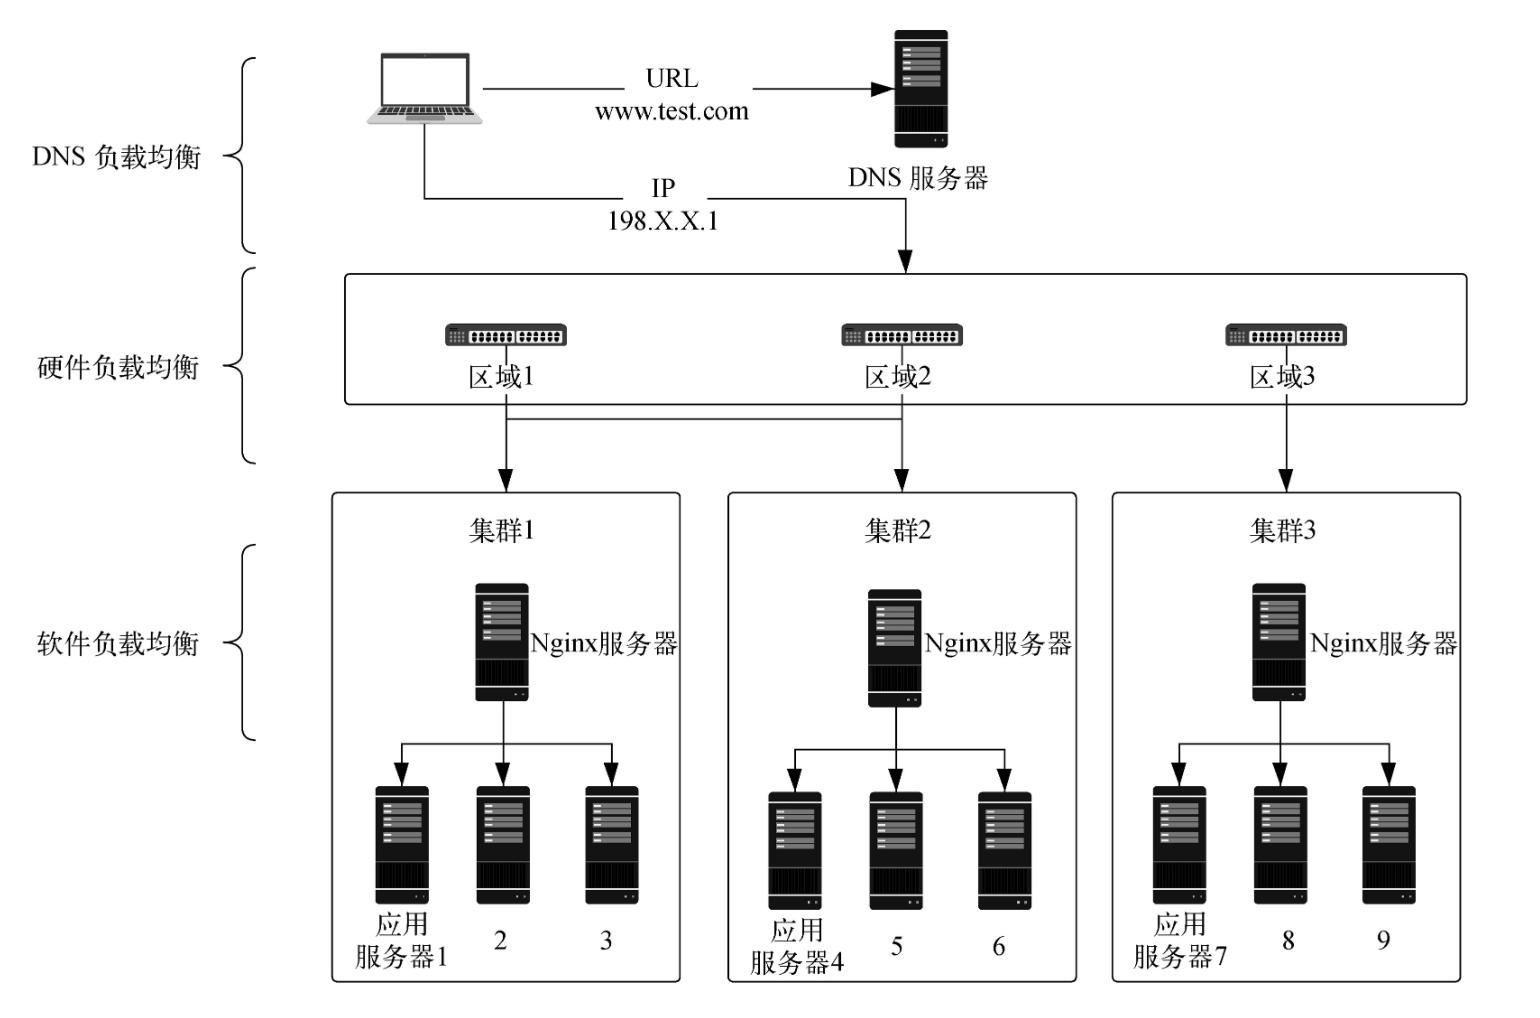 URL
www.test.com
DNS 负载均衡
DNS 服务器
IP
198.X.X.1
硬件负载均衡
区域1
区域2
区域3
集群1
集群2
集群3
软件负载均衡
Nginx服务器
Nginx服务器
Nginx服务器
应用
服务器1
2
3
应用
服务器4
5
6
应用
服务器7
8
9